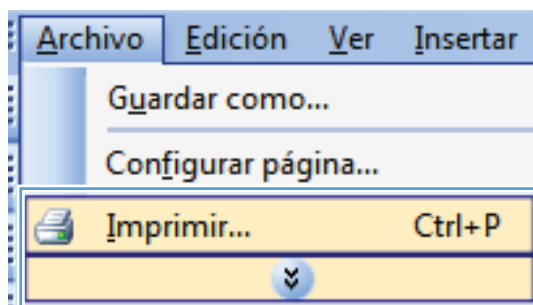 Archivo Edición Ver Insertar
Guardar como...
Configurar página...
Imprimir... Ctrl+P